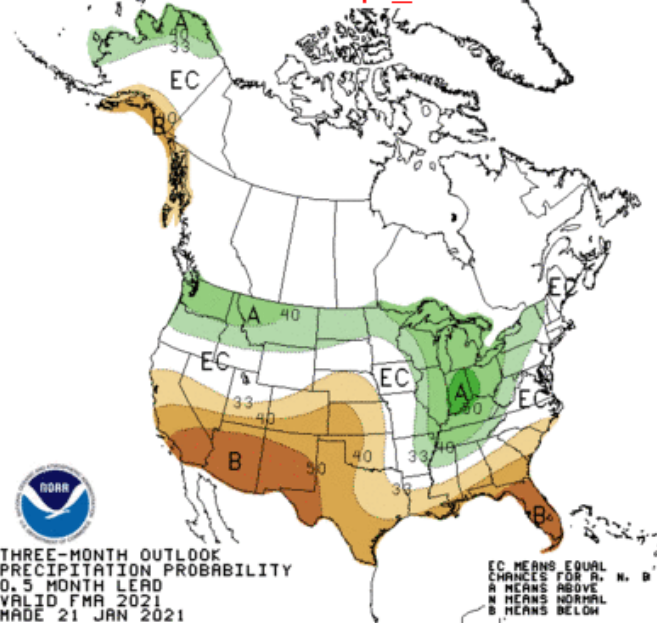 A
40
33
EC
40
B
EC
A
40
EC
EC
A
50
EC
33
40
B
50
40
33
40
33
B
NOAA
THREE-MONTH OUTLOOK
PRECIPITATION PROBABILITY
0.5 MONTH LEAD
VALID FMA 2021
MADE 21 JAN 2021
EC MEANS EQUAL
CHANCES FOR A, N, B
A MEANS ABOVE
N MEANS NORMAL
B MEANS BELOW